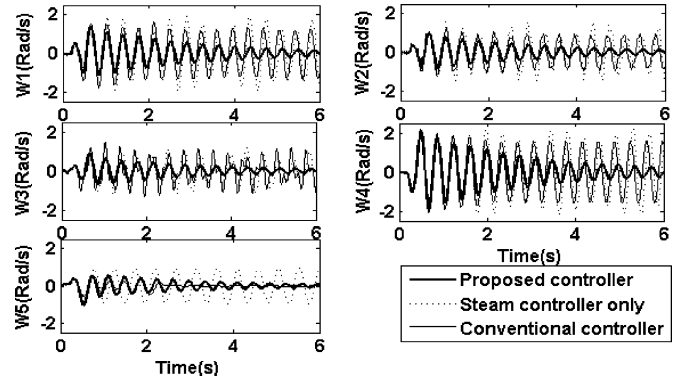 W1(Rad/s)
2
0
-2
0 2 4 6
W2(Rad/s)
2
0
-2
0 2 4 6
W3(Rad/s)
2
0
-2
0 2 4 6
W4(Rad/s)
2
0
-2
0 2 4 6
Time(s)
W5(Rad/s)
2
0
-2
0 2 4 6
Time(s)
Proposed controller
Steam controller only
Conventional controller